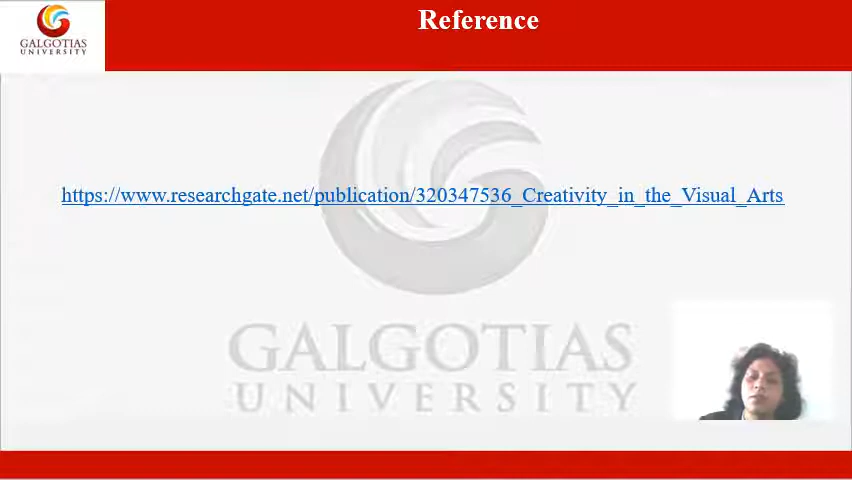 Reference
GALGOTIAS
UNIVERSITY
https://www.researchgate.net/publication/320347536_Creativity_in_the_Visual_Arts
GALGOTIAS
UNIVERSITY